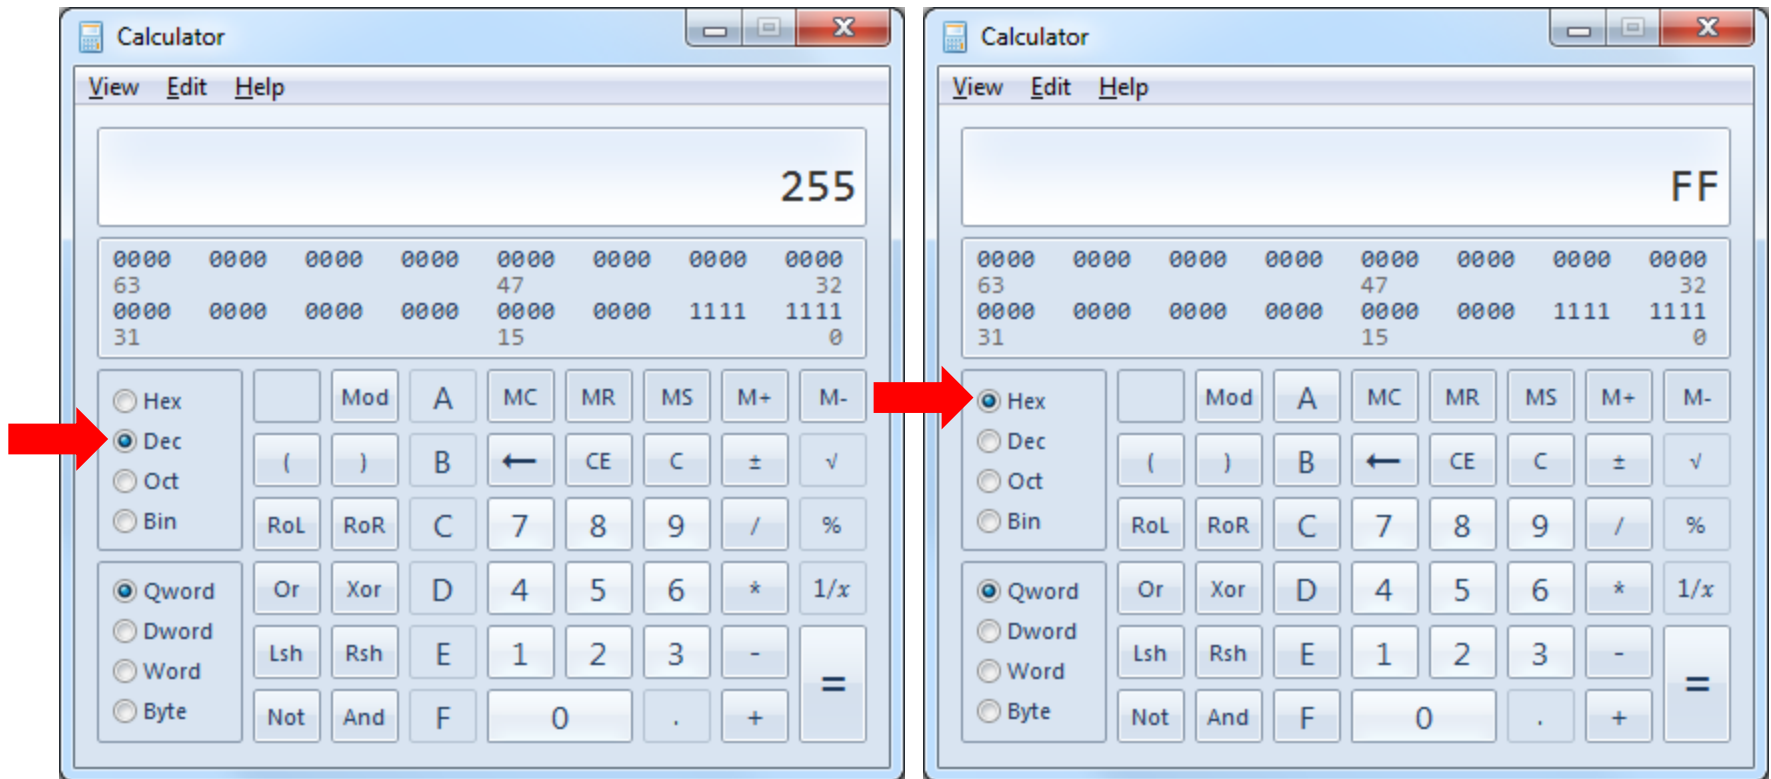 Calculator
View Edit Help
255
0000 0000 0000 0000 0000 0000 0000 0000
63 47 32
0000 0000 0000 0000 0000 0000 1111 1111
31 15 0
Hex Mod A MC MR MS M+ M-
Dec ( ) B ← CE C ± √
Oct
Bin RoL RoR C 7 8 9 / %
Qword Or Xor D 4 5 6 * 1/x
Dword Lsh Rsh E 1 2 3 - =
Word
Byte Not And F 0 . +
Calculator
View Edit Help
FF
0000 0000 0000 0000 0000 0000 0000 0000
63 47 32
0000 0000 0000 0000 0000 0000 1111 1111
31 15 0
Hex Mod A MC MR MS M+ M-
Dec ( ) B ← CE C ± √
Oct
Bin RoL RoR C 7 8 9 / %
Qword Or Xor D 4 5 6 * 1/x
Dword Lsh Rsh E 1 2 3 - =
Word
Byte Not And F 0 . +